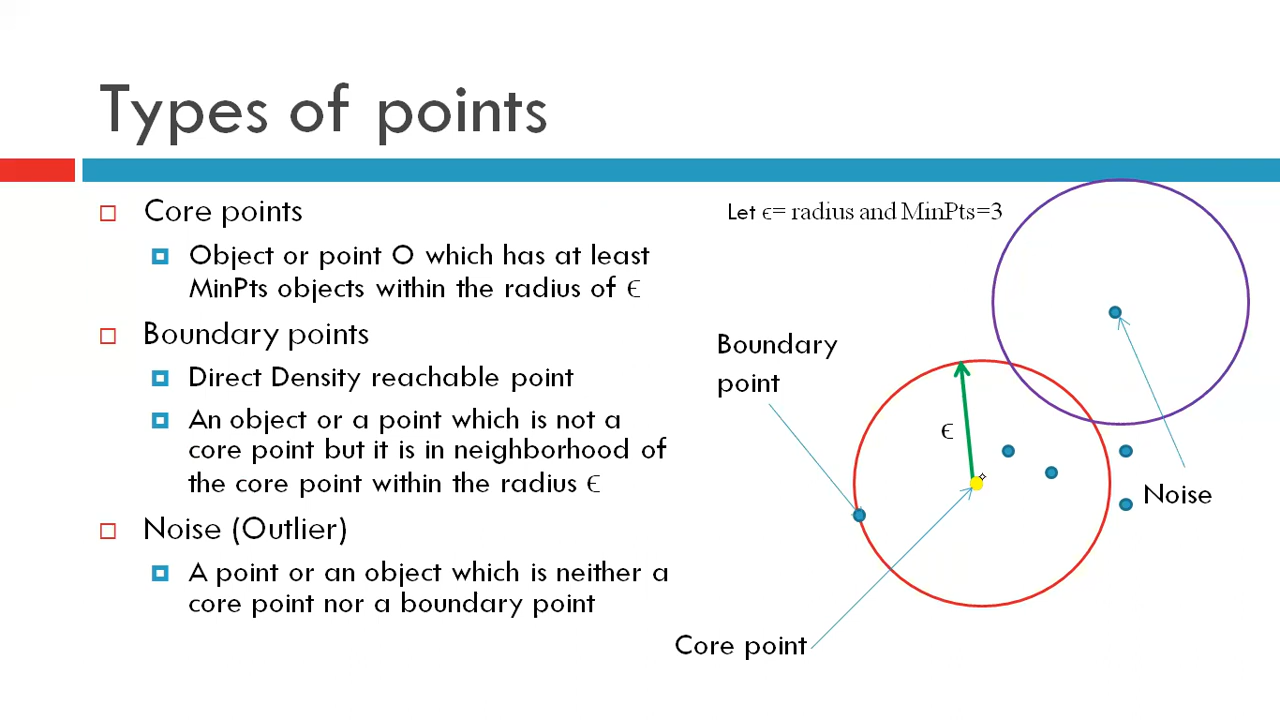 Types of points
Core points
Object or point O which has at least
MinPts objects within the radius of ϵ
Boundary points
Direct Density reachable point
An object or a point which is not a
core point but it is in neighborhood of
the core point within the radius ϵ
Noise (Outlier)
A point or an object which is neither a
core point nor a boundary point
Let ϵ= radius and MinPts=3
Boundary
point
ϵ
Noise
Core point